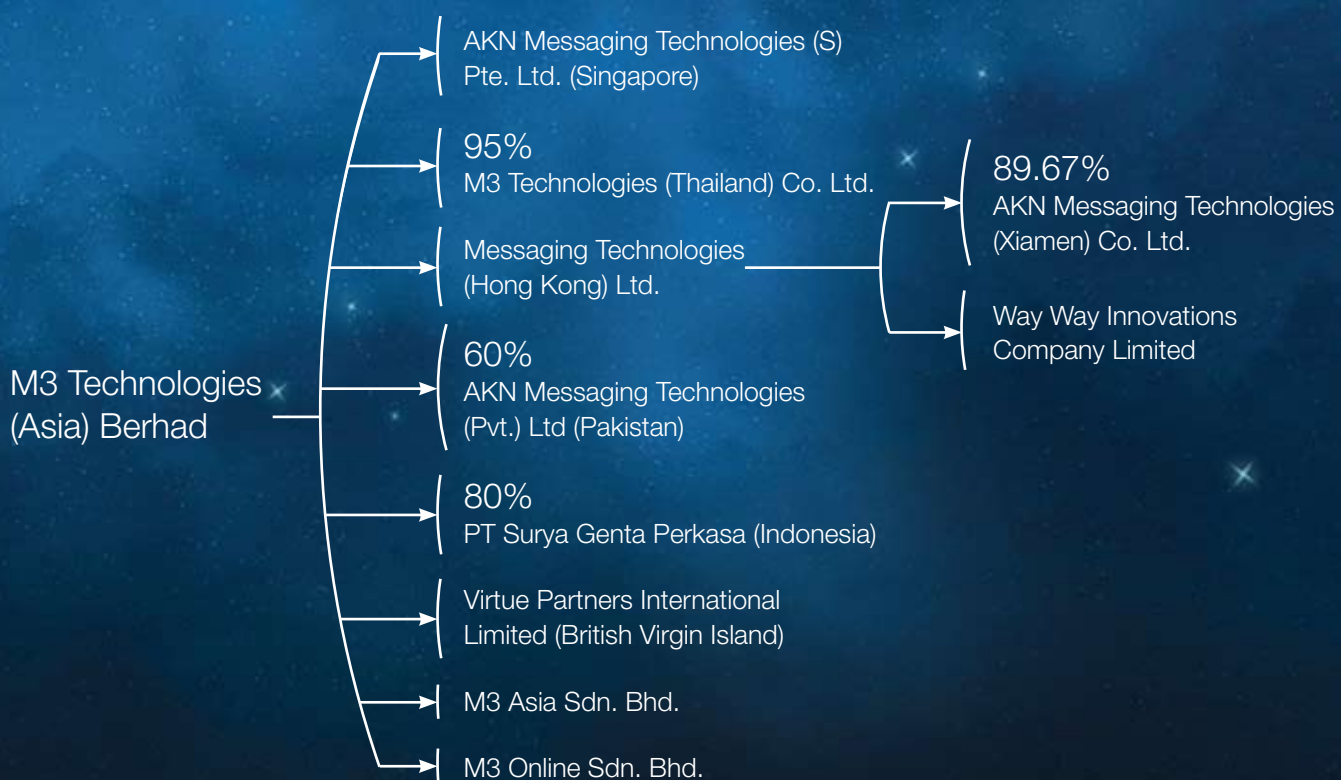 M3 Technologies
(Asia) Berhad
AKN Messaging Technologies (S)
Pte. Ltd. (Singapore)
95%
M3 Technologies (Thailand) Co. Ltd.
Messaging Technologies
(Hong Kong) Ltd.
89.67%
AKN Messaging Technologies
(Xiamen) Co. Ltd.
Way Way Innovations
Company Limited
60%
AKN Messaging Technologies
(Pvt.) Ltd (Pakistan)
80%
PT Surya Genta Perkasa (Indonesia)
Virtue Partners International
Limited (British Virgin Island)
M3 Asia Sdn. Bhd.
M3 Online Sdn. Bhd.